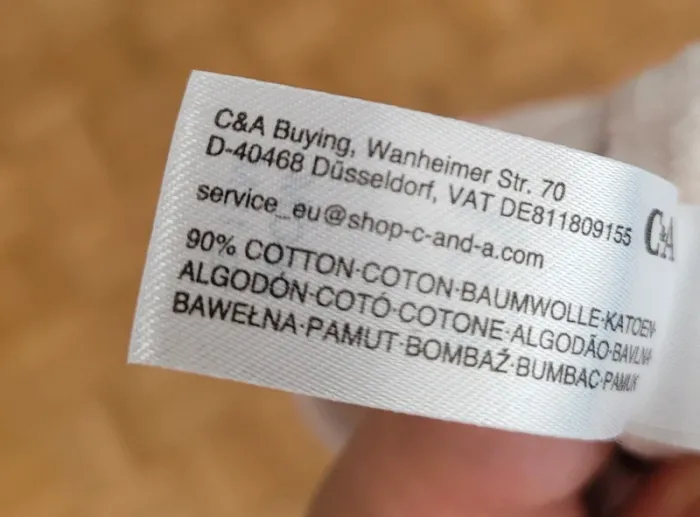 C&A Buying, Wanheimer Str. 70
D-40468 Düsseldorf, VAT DE811809155
C&A
service_eu@shop-c-and-a.com
90% COTTON·COTON·BAUMWOLLE·KATOEN·
ALGODÓN·COTÓ·COTONE·ALGODÃO·BAVLNA·
BAWEŁNA·PAMUT·BOMBAŽ·BUMBAC·PAMUK